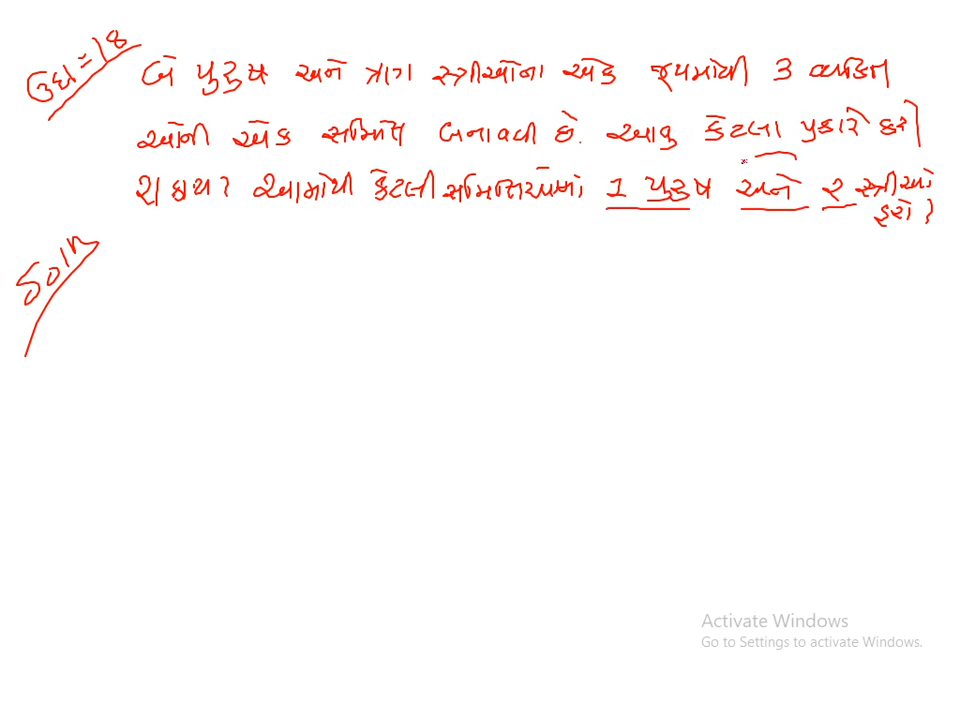 ઉદા=18
બે પુરુષ અને ત્રણ સ્ત્રીઓના એક જૂથમાંથી 3 વ્યક્તિ
ઓની એક સમિતિ બનાવવી છે. આવું કેટલા પ્રકારે કરી
શકાય? આમાંથી કેટલી સમિતિઓમાં 1 પુરુષ અને 2 સ્ત્રીઓ
હશે?
Soln
Activate Windows
Go to Settings to activate Windows.